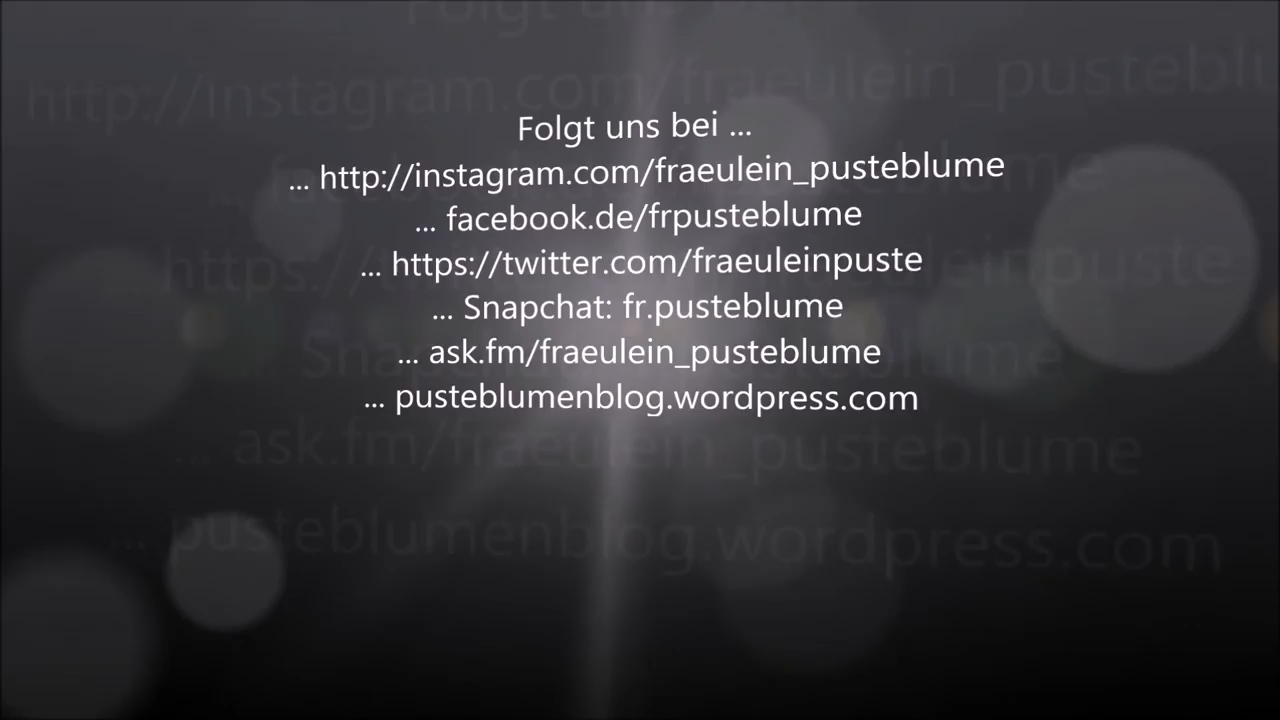 Folgt uns bei ...
... http://instagram.com/fraeulein_pusteblume
... facebook.de/frpusteblume
... https://twitter.com/fraeuleinpuste
... Snapchat: fr.pusteblume
... ask.fm/fraeulein_pusteblume
... pusteblumenblog.wordpress.com